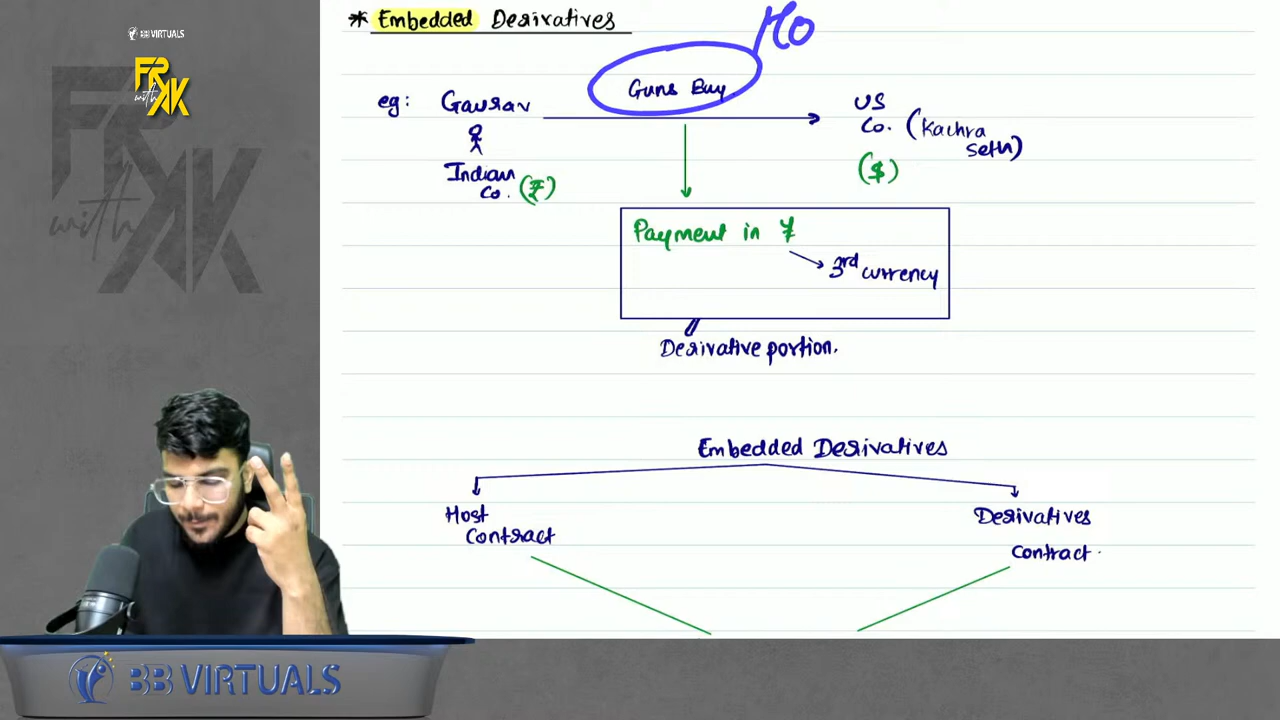 * Embedded Derivatives
Ho
BB VIRTUALS
FR
with
AK
Guns Buy.
eg: Gaurav
US
Co. (Kachra
Seth)
Indian
Co. (₹)
($)
Payment in ¥
3rd currency
Derivative portion.
Embedded Derivatives
Host
Contract
Derivatives
Contract
BB VIRTUALS